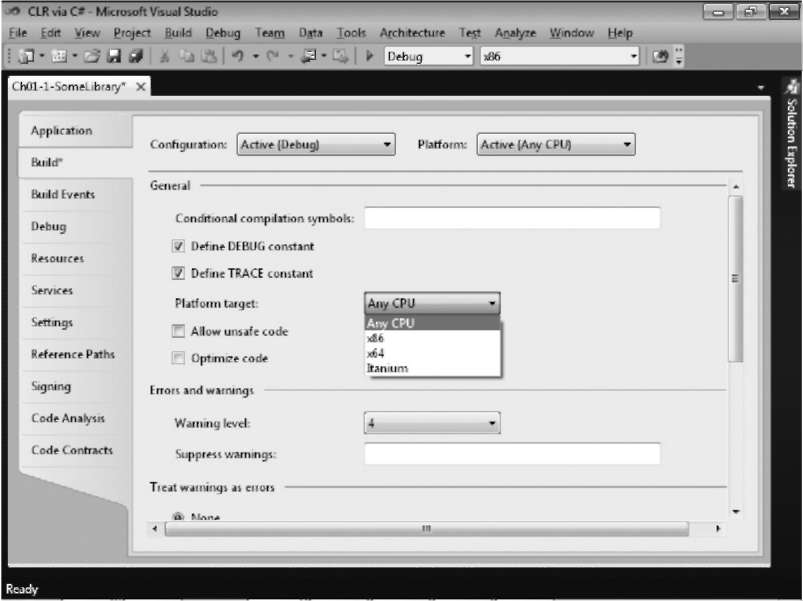 CLR via C# - Microsoft Visual Studio
File Edit View Project Build Debug Team Data Tools Architecture Test Analyze Window Help
Debug x86
Ch01-1-SomeLibrary*
Solution Explorer
Application
Configuration: Active (Debug) Platform: Active (Any CPU)
Build*
General
Build Events
Conditional compilation symbols:
Debug
Define DEBUG constant
Resources
Define TRACE constant
Services
Platform target: Any CPU
Settings
Any CPU
Allow unsafe code
x86
Reference Paths
x64
Optimize code
Itanium
Signing
Errors and warnings
Code Analysis
Warning level: 4
Code Contracts
Suppress warnings:
Treat warnings as errors
None
Ready